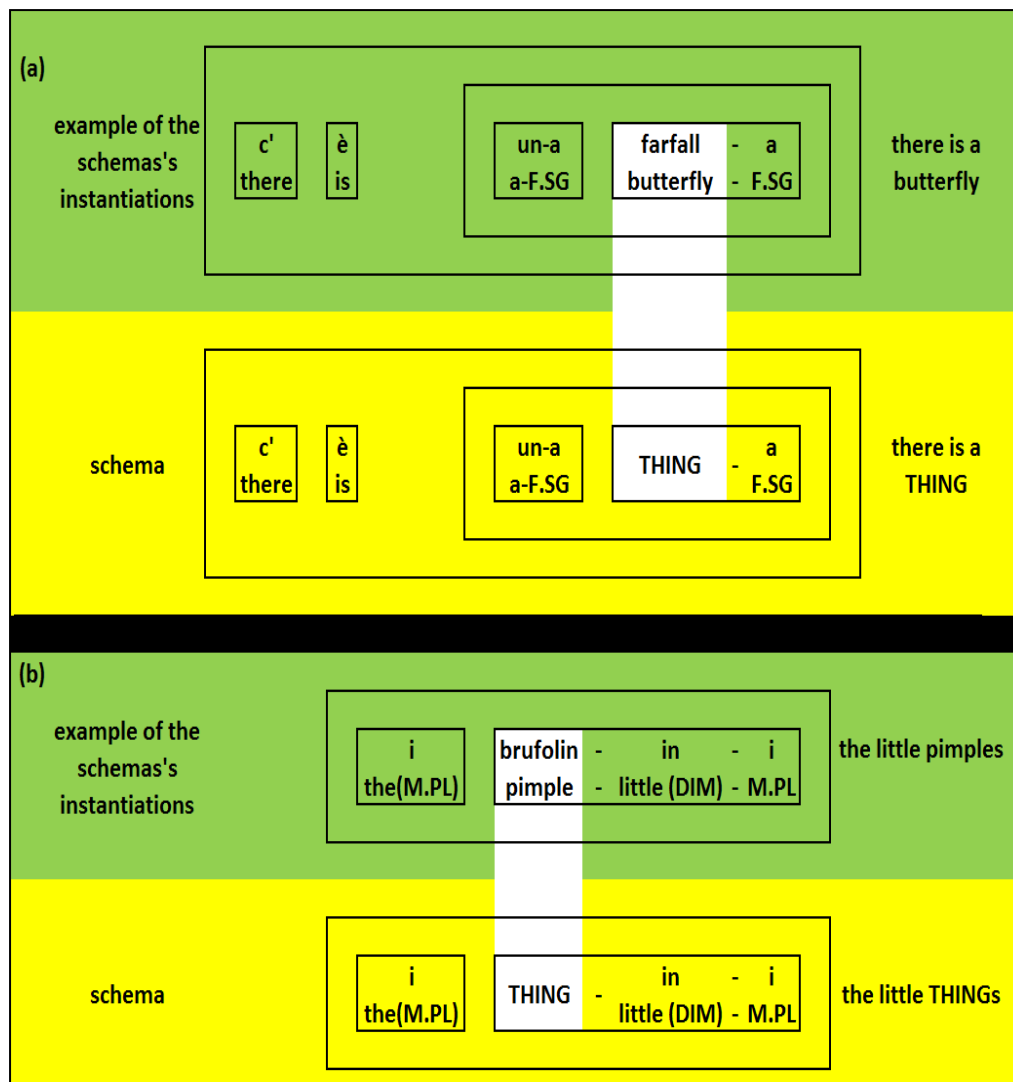 (a)
example of the
schemas's
instantiations
c' è un-a farfall - a
there is a-F.SG butterfly - F.SG
there is a
butterfly
schema
c' è un-a THING - a
there is a-F.SG F.SG
there is a
THING
(b)
example of the
schemas's
instantiations
i brufolin - in - i
the(M.PL) pimple - little (DIM) - M.PL
the little pimples
schema
i THING - in - i
the(M.PL) little (DIM) - M.PL
the little THINGs